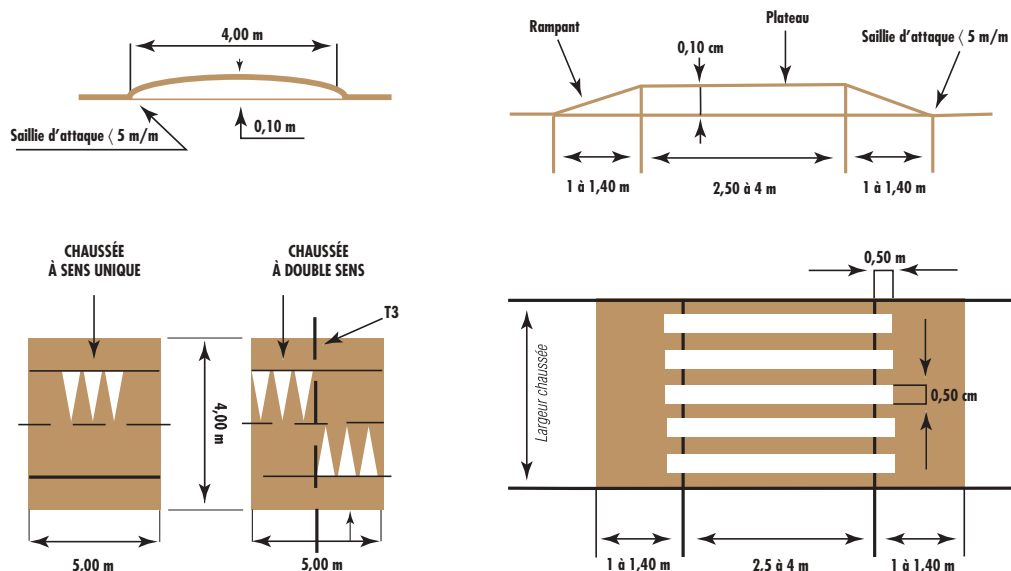 4,00 m
Saillie d'attaque ⟨ 5 m/m
0,10 m
Rampant
Plateau
0,10 cm
Saillie d'attaque ⟨ 5 m/m
1 à 1,40 m
2,50 à 4 m
1 à 1,40 m
CHAUSSÉE
À SENS UNIQUE
CHAUSSÉE
À DOUBLE SENS
T3
4,00 m
5,00 m
5,00 m
0,50 m
Largeur chaussée
0,50 cm
1 à 1,40 m
2,5 à 4 m
1 à 1,40 m